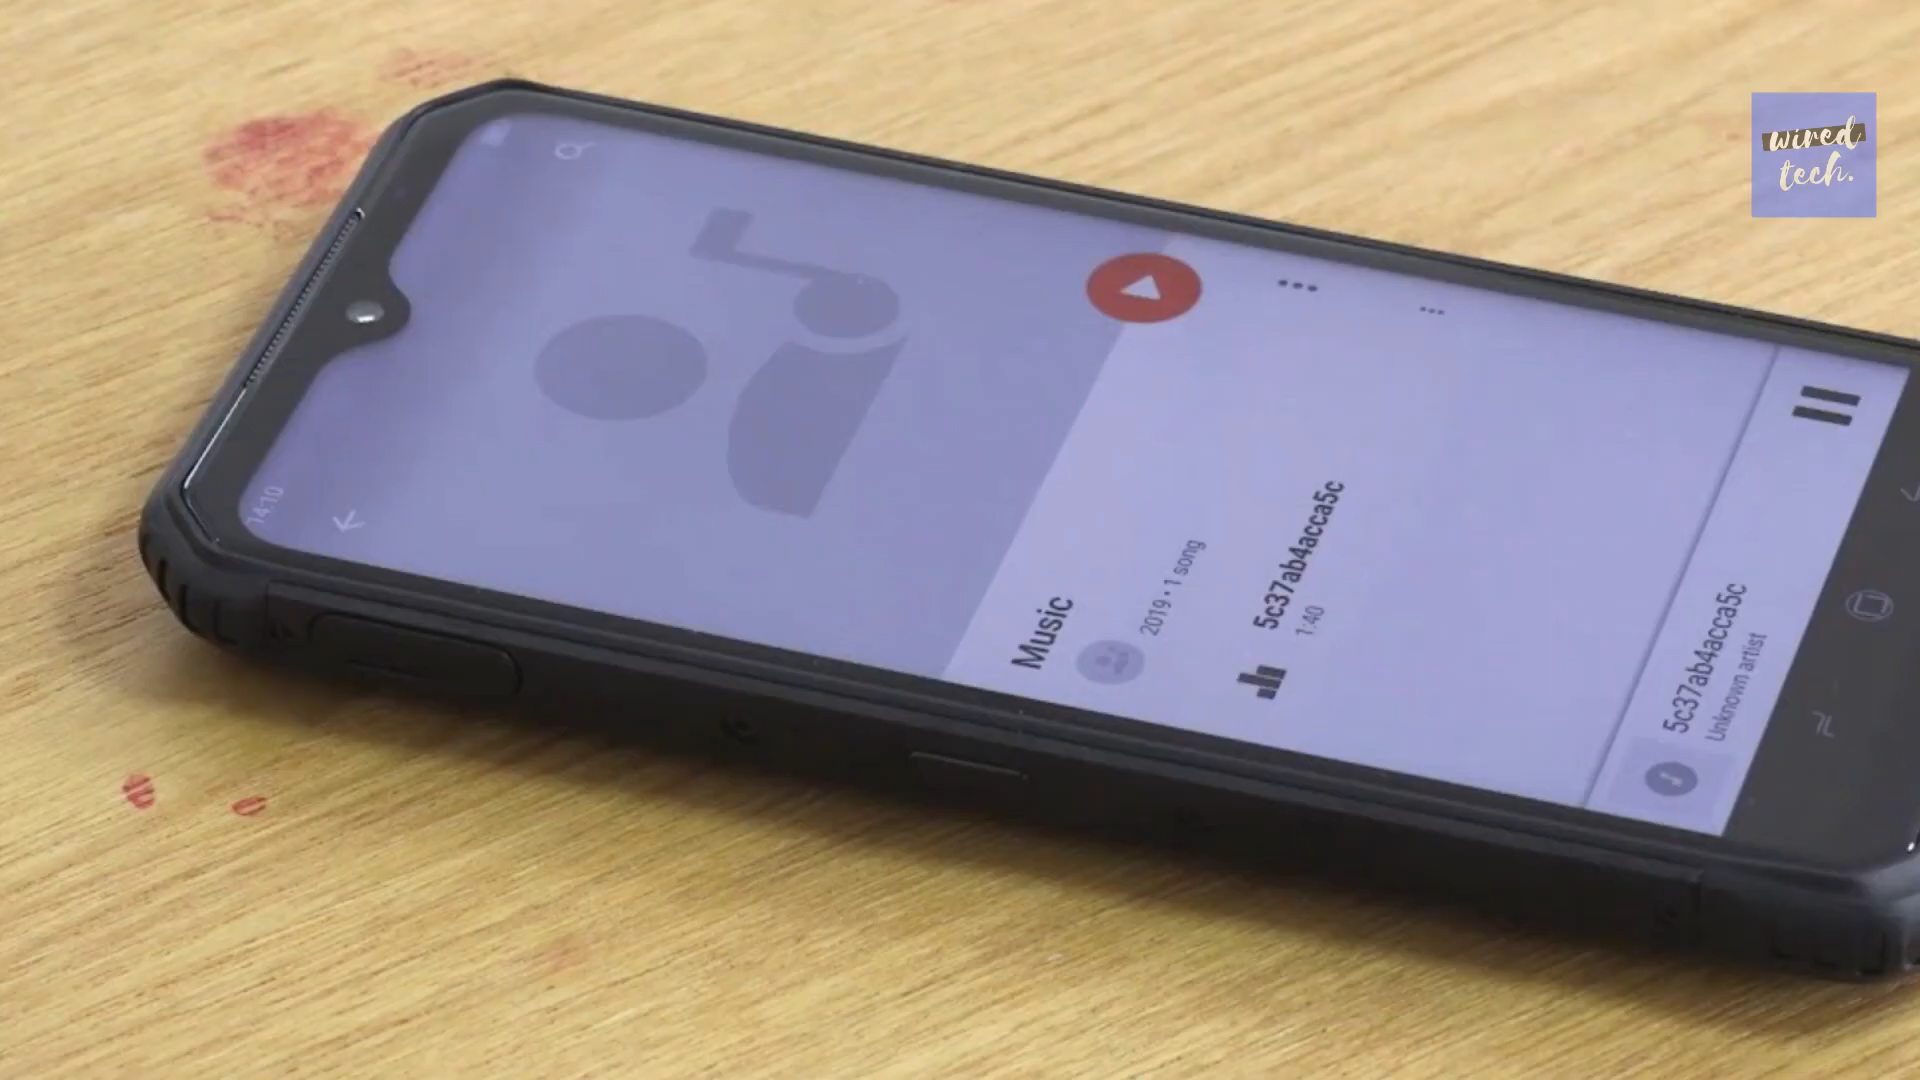 wired
tech.
14:10
Music
2019 • 1 song
5c37ab4acca5c
1:40
5c37ab4acca5c
Unknown artist